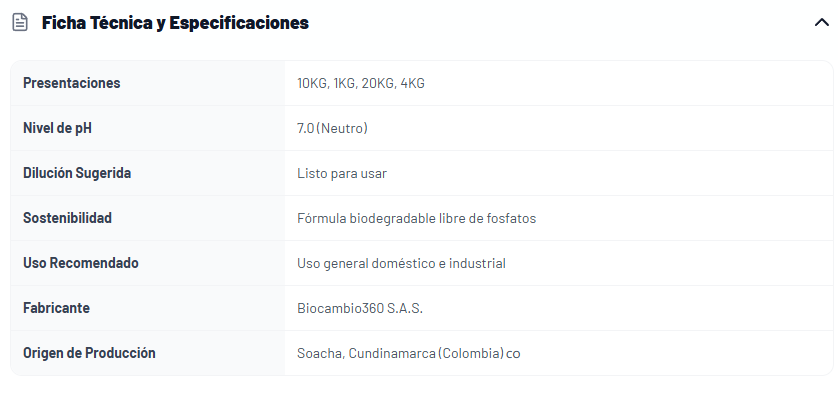 Ficha Técnica y Especificaciones
Presentaciones 10KG, 1KG, 20KG, 4KG
Nivel de pH 7.0 (Neutro)
Dilución Sugerida Listo para usar
Sostenibilidad Fórmula biodegradable libre de fosfatos
Uso Recomendado Uso general doméstico e industrial
Fabricante Biocambio360 S.A.S.
Origen de Producción Soacha, Cundinamarca (Colombia) co